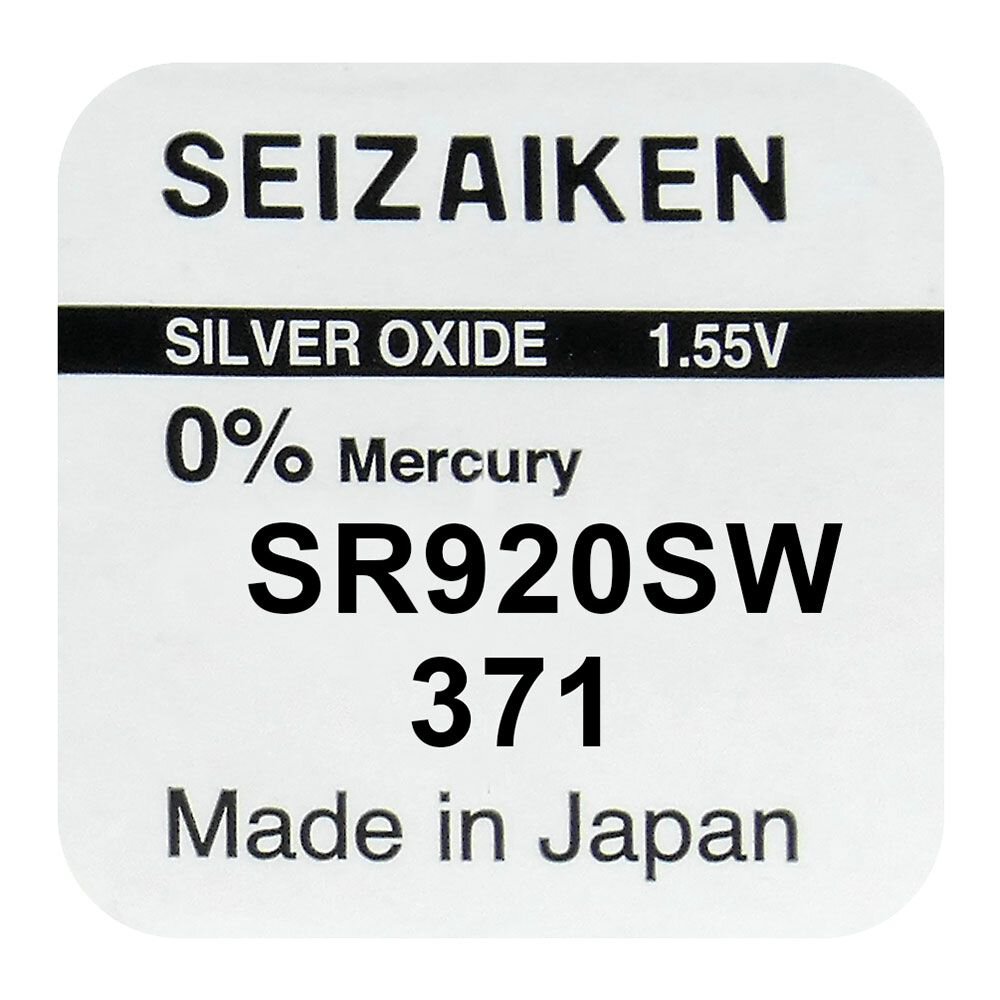 SEIZAIKEN
SILVER OXIDE 1.55V
0% Mercury
SR920SW
371
Made in Japan